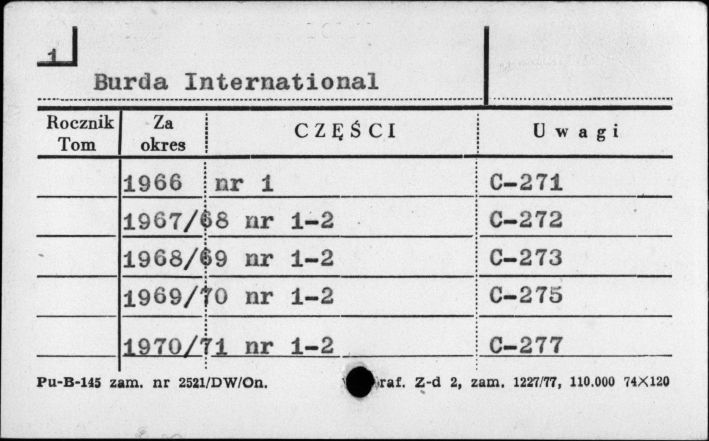 1
Burda International
Rocznik Tom Za okres CZĘŚCI Uwagi
1966 nr 1 C-271
1967/68 nr 1-2 C-272
1968/69 nr 1-2 C-273
1969/70 nr 1-2 C-275
1970/71 nr 1-2 C-277
Pu-B-145 zam. nr 2521/DW/On. raf. Z-d 2, zam. 1227/77, 110.000 74×120